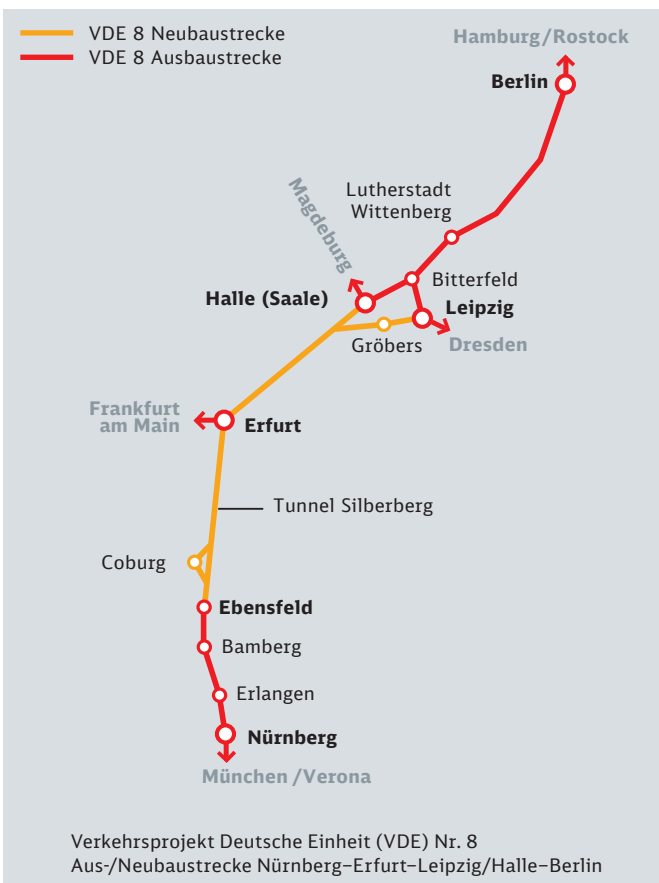 VDE 8 Neubaustrecke
VDE 8 Ausbaustrecke
Hamburg/Rostock
Berlin
Lutherstadt
Wittenberg
Magdeburg
Bitterfeld
Halle (Saale)
Leipzig
Gröbers
Dresden
Frankfurt
am Main
Erfurt
Tunnel Silberberg
Coburg
Ebensfeld
Bamberg
Erlangen
Nürnberg
München /Verona
Verkehrsprojekt Deutsche Einheit (VDE) Nr. 8
Aus-/Neubaustrecke Nürnberg–Erfurt–Leipzig/Halle–Berlin